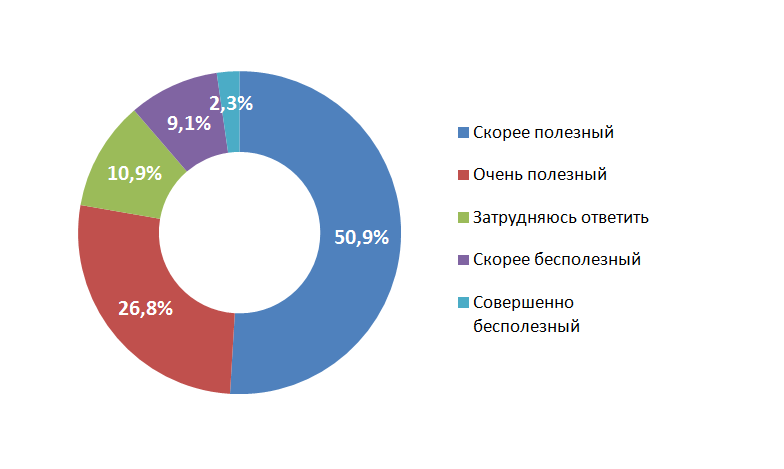 2,3%
9,1%
10,9%
50,9%
26,8%
Скорее полезный
Очень полезный
Затрудняюсь ответить
Скорее бесполезный
Совершенно
бесполезный